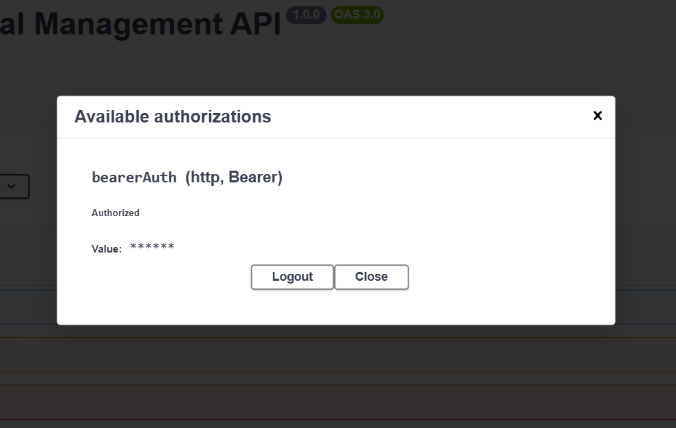 al Management API 1.0.0 OAS 3.0
Available authorizations
bearerAuth (http, Bearer)
Authorized
Value: ******
Logout Close